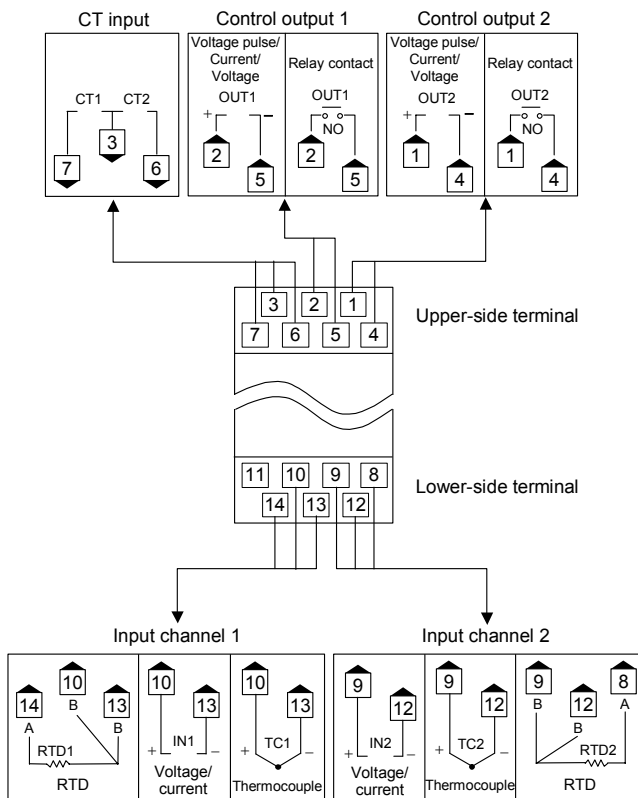 CT input
Control output 1
Control output 2
CT1 CT2
3
7
6
Voltage pulse/
Current/
Voltage
OUT1
+ −
2
5
Relay contact
OUT1
NO
2
5
Voltage pulse/
Current/
Voltage
OUT2
+ −
1
4
Relay contact
OUT2
NO
1
4
3 2 1
7 6 5 4
Upper-side terminal
11 10 9 8
14 13 12
Lower-side terminal
Input channel 1
Input channel 2
14 10 13
A B B
RTD1
RTD
10 13
+ IN1 −
Voltage/
current
10 13
+ TC1 −
Thermocouple
9 12
+ IN2 −
Voltage/
current
9 12
+ TC2 −
Thermocouple
9 12 8
B B A
RTD2
RTD